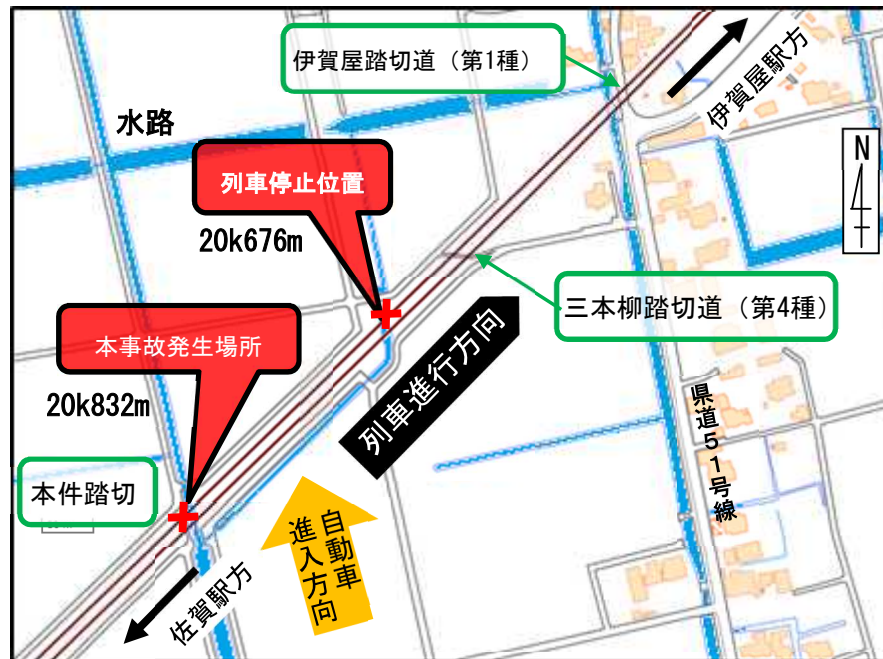 伊賀屋踏切道（第1種）
伊賀屋駅方
水路
N
列車停止位置
20k676m
三本柳踏切道（第4種）
本事故発生場所
20k832m
列車進行方向
県道51号線
本件踏切
自動車
進入方向
佐賀駅方